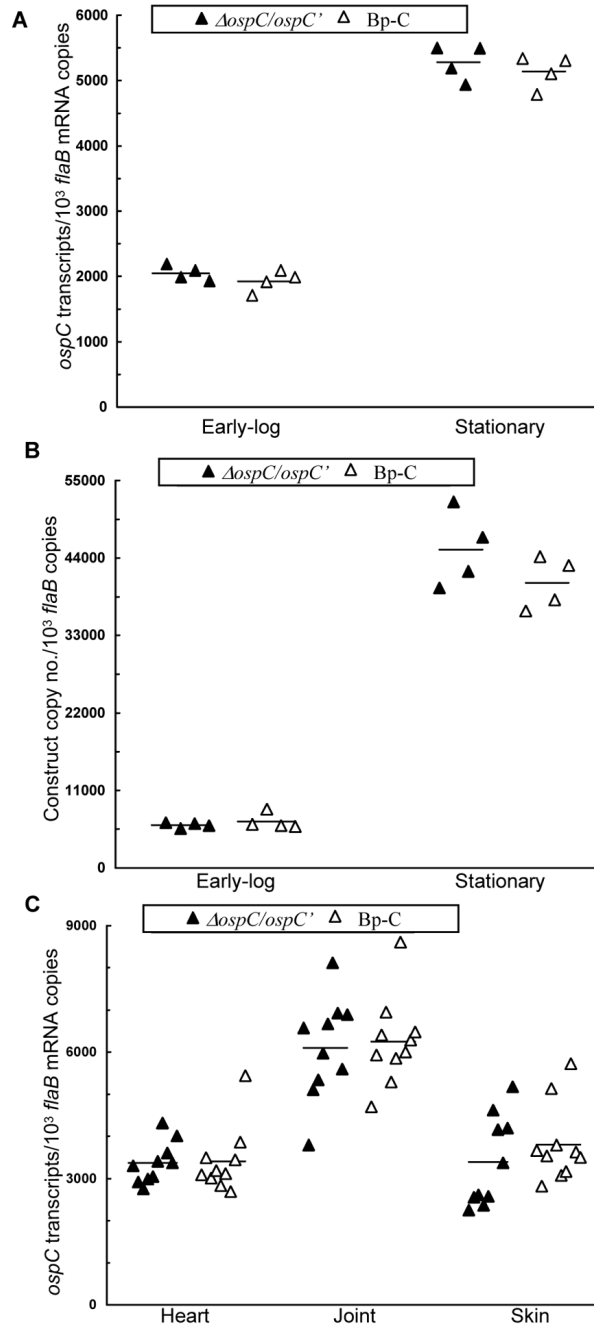 A
▲ ΔospC/ospC’ △ Bp-C
ospC transcripts/10³ flaB mRNA copies
6000
5000
4000
3000
2000
1000
0
Early-log Stationary
B
▲ ΔospC/ospC’ △ Bp-C
Construct copy no./10³ flaB copies
55000
44000
33000
22000
11000
0
Early-log Stationary
C
▲ ΔospC/ospC’ △ Bp-C
ospC transcripts/10³ flaB mRNA copies
9000
6000
3000
0
Heart Joint Skin